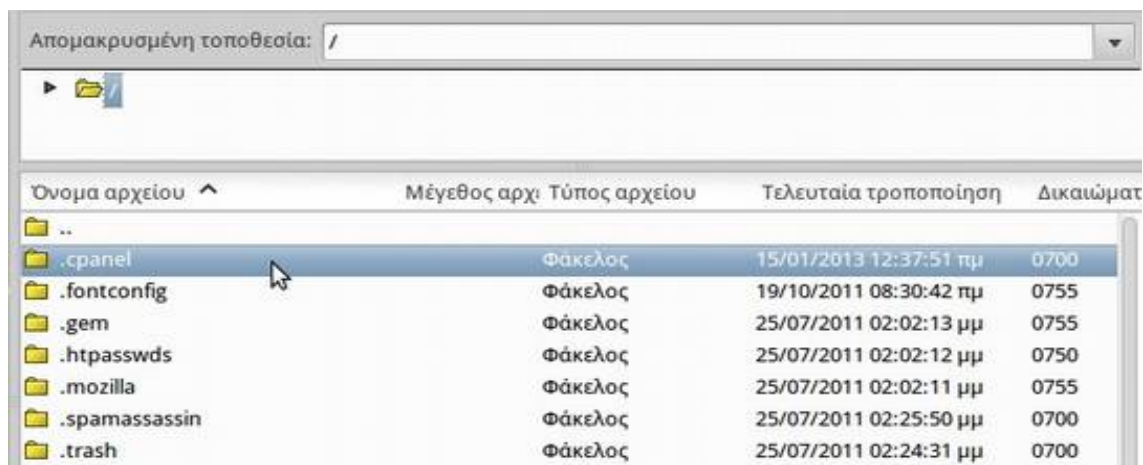 Απομακρυσμένη τοποθεσία: /
/
Όνομα αρχείου Μέγεθος αρχι Τύπος αρχείου Τελευταία τροποποίηση Δικαιώματ
..
.cpanel Φάκελος 15/01/2013 12:37:51 πμ 0700
.fontconfig Φάκελος 19/10/2011 08:30:42 πμ 0755
.gem Φάκελος 25/07/2011 02:02:13 μμ 0755
.htpasswds Φάκελος 25/07/2011 02:02:12 μμ 0750
.mozilla Φάκελος 25/07/2011 02:02:11 μμ 0755
.spamassassin Φάκελος 25/07/2011 02:25:50 μμ 0700
.trash Φάκελος 25/07/2011 02:24:31 μμ 0700